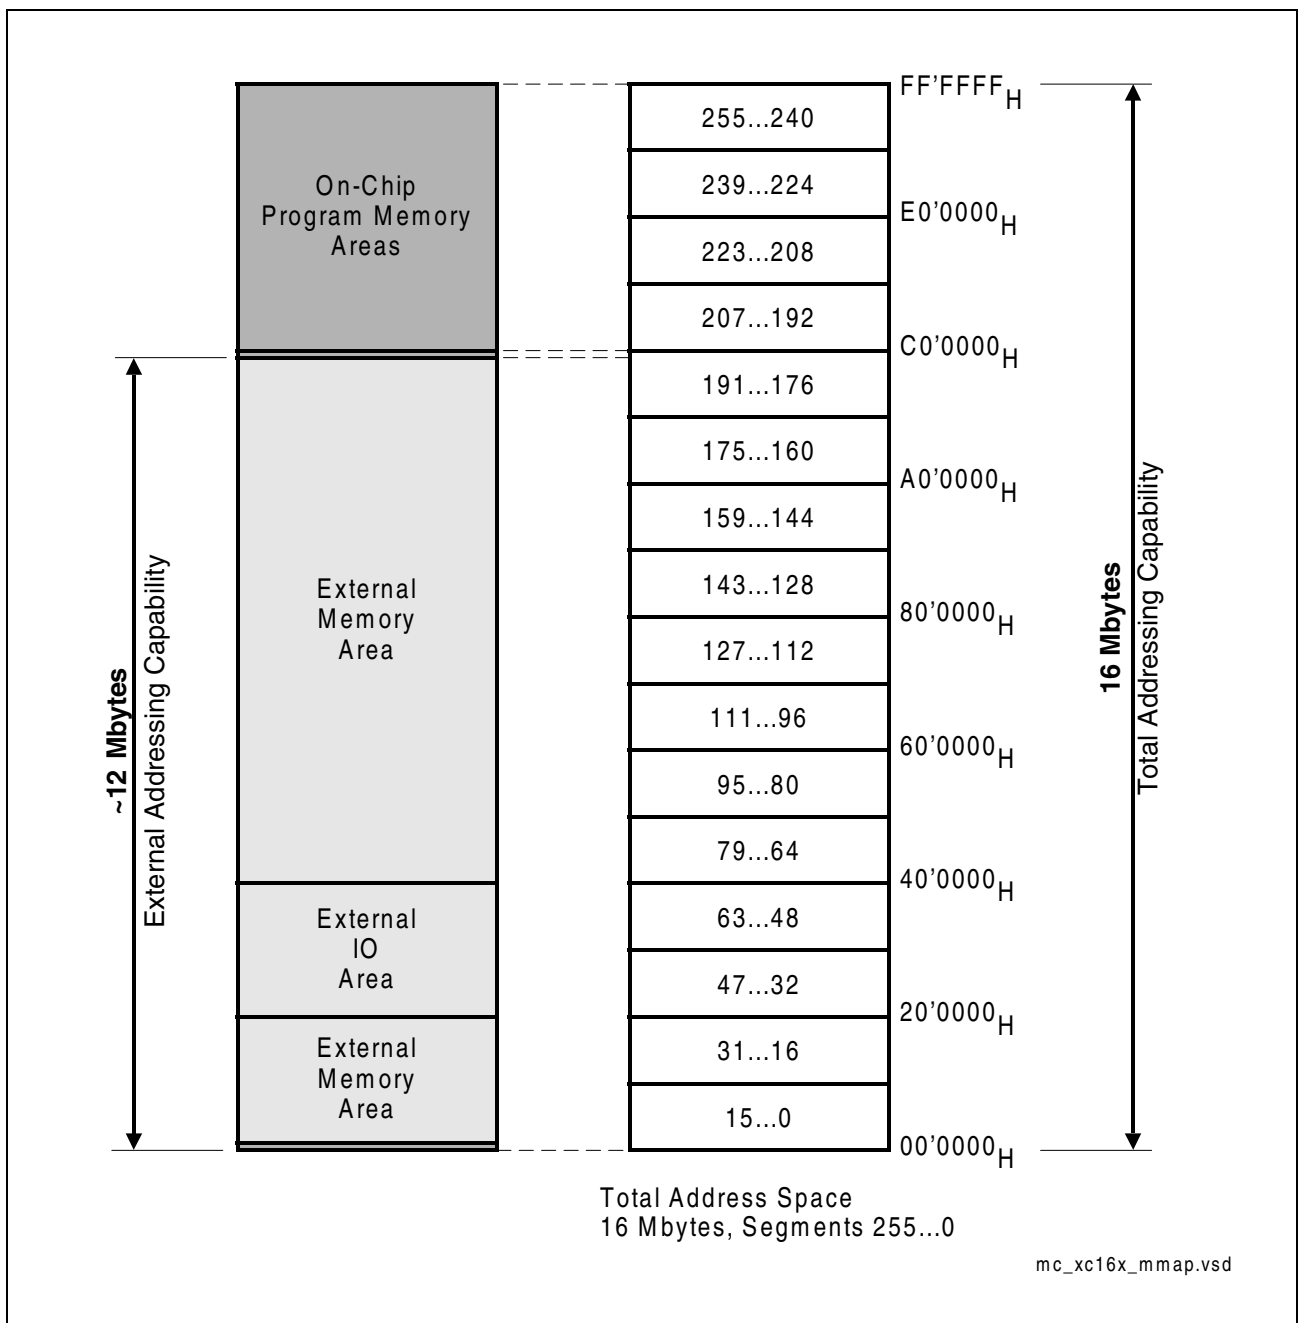 On-Chip
Program Memory
Areas
External
Memory
Area
External
IO
Area
External
Memory
Area
~12 Mbytes
External Addressing Capability
255...240
239...224
223...208
207...192
191...176
175...160
159...144
143...128
127...112
111...96
95...80
79...64
63...48
47...32
31...16
15...0
FF'FFFFH
E0'0000H
C0'0000H
A0'0000H
80'0000H
60'0000H
40'0000H
20'0000H
00'0000H
16 Mbytes
Total Addressing Capability
Total Address Space
16 Mbytes, Segments 255...0
mc_xc16x_mmap.vsd